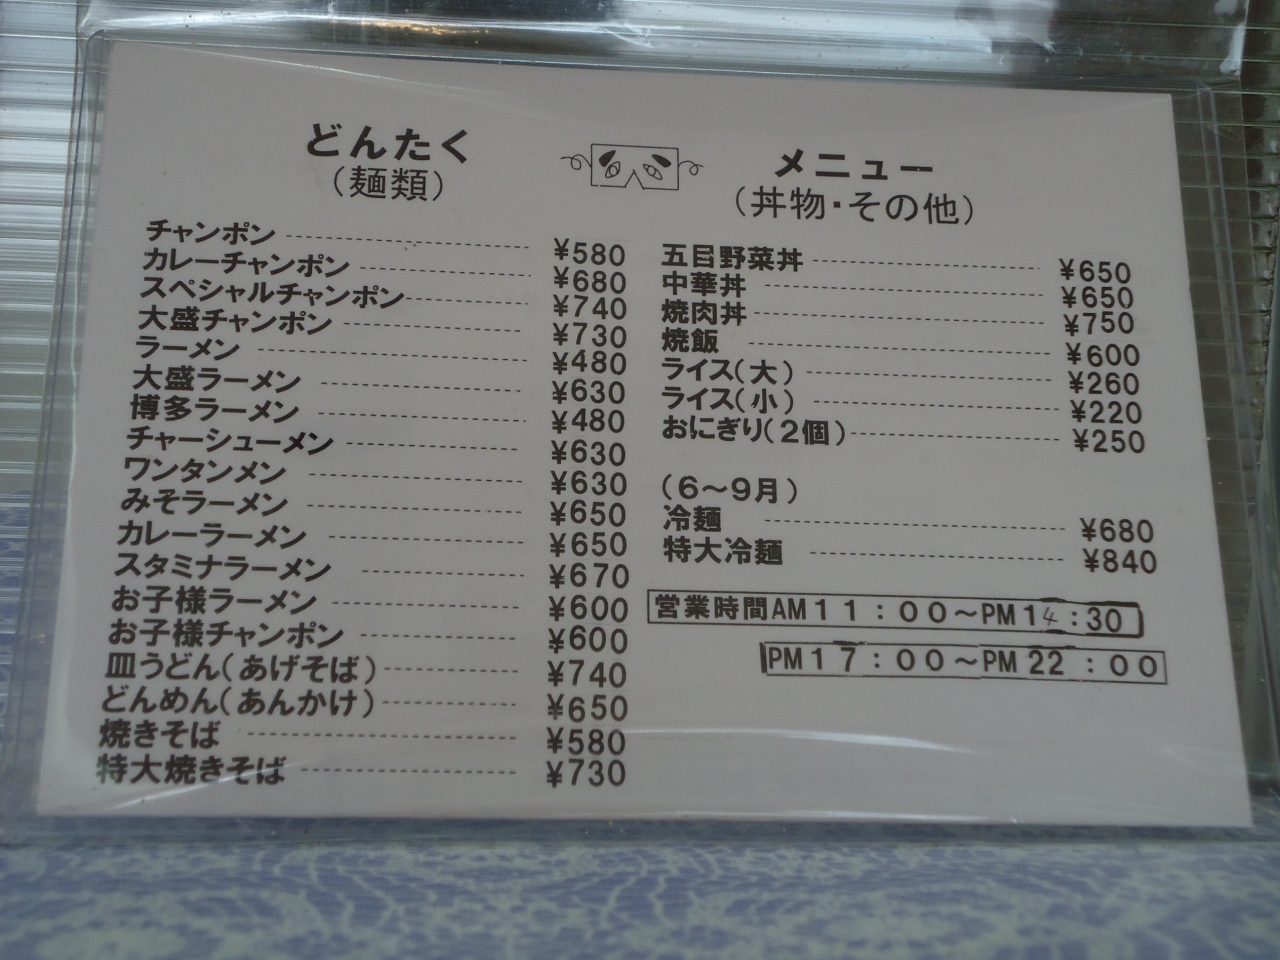 どんたく
(麺類)
チャンポン ¥580
カレーチャンポン ¥680
スペシャルチャンポン ¥740
大盛チャンポン ¥730
ラーメン ¥480
大盛ラーメン ¥630
博多ラーメン ¥480
チャーシューメン ¥630
ワンタンメン ¥630
みそラーメン ¥650
カレーラーメン ¥650
スタミナラーメン ¥670
お子様ラーメン ¥600
お子様チャンポン ¥600
皿うどん(あげそば) ¥740
どんめん(あんかけ) ¥650
焼きそば ¥580
特大焼きそば ¥730
メニュー
(丼物・その他)
五目野菜丼 ¥650
中華丼 ¥650
焼肉丼 ¥750
焼飯 ¥600
ライス(大) ¥260
ライス(小) ¥220
おにぎり(2個) ¥250
(6～9月)
冷麺 ¥680
特大冷麺 ¥840
営業時間AM11:00～PM14:30
PM17:00～PM22:00